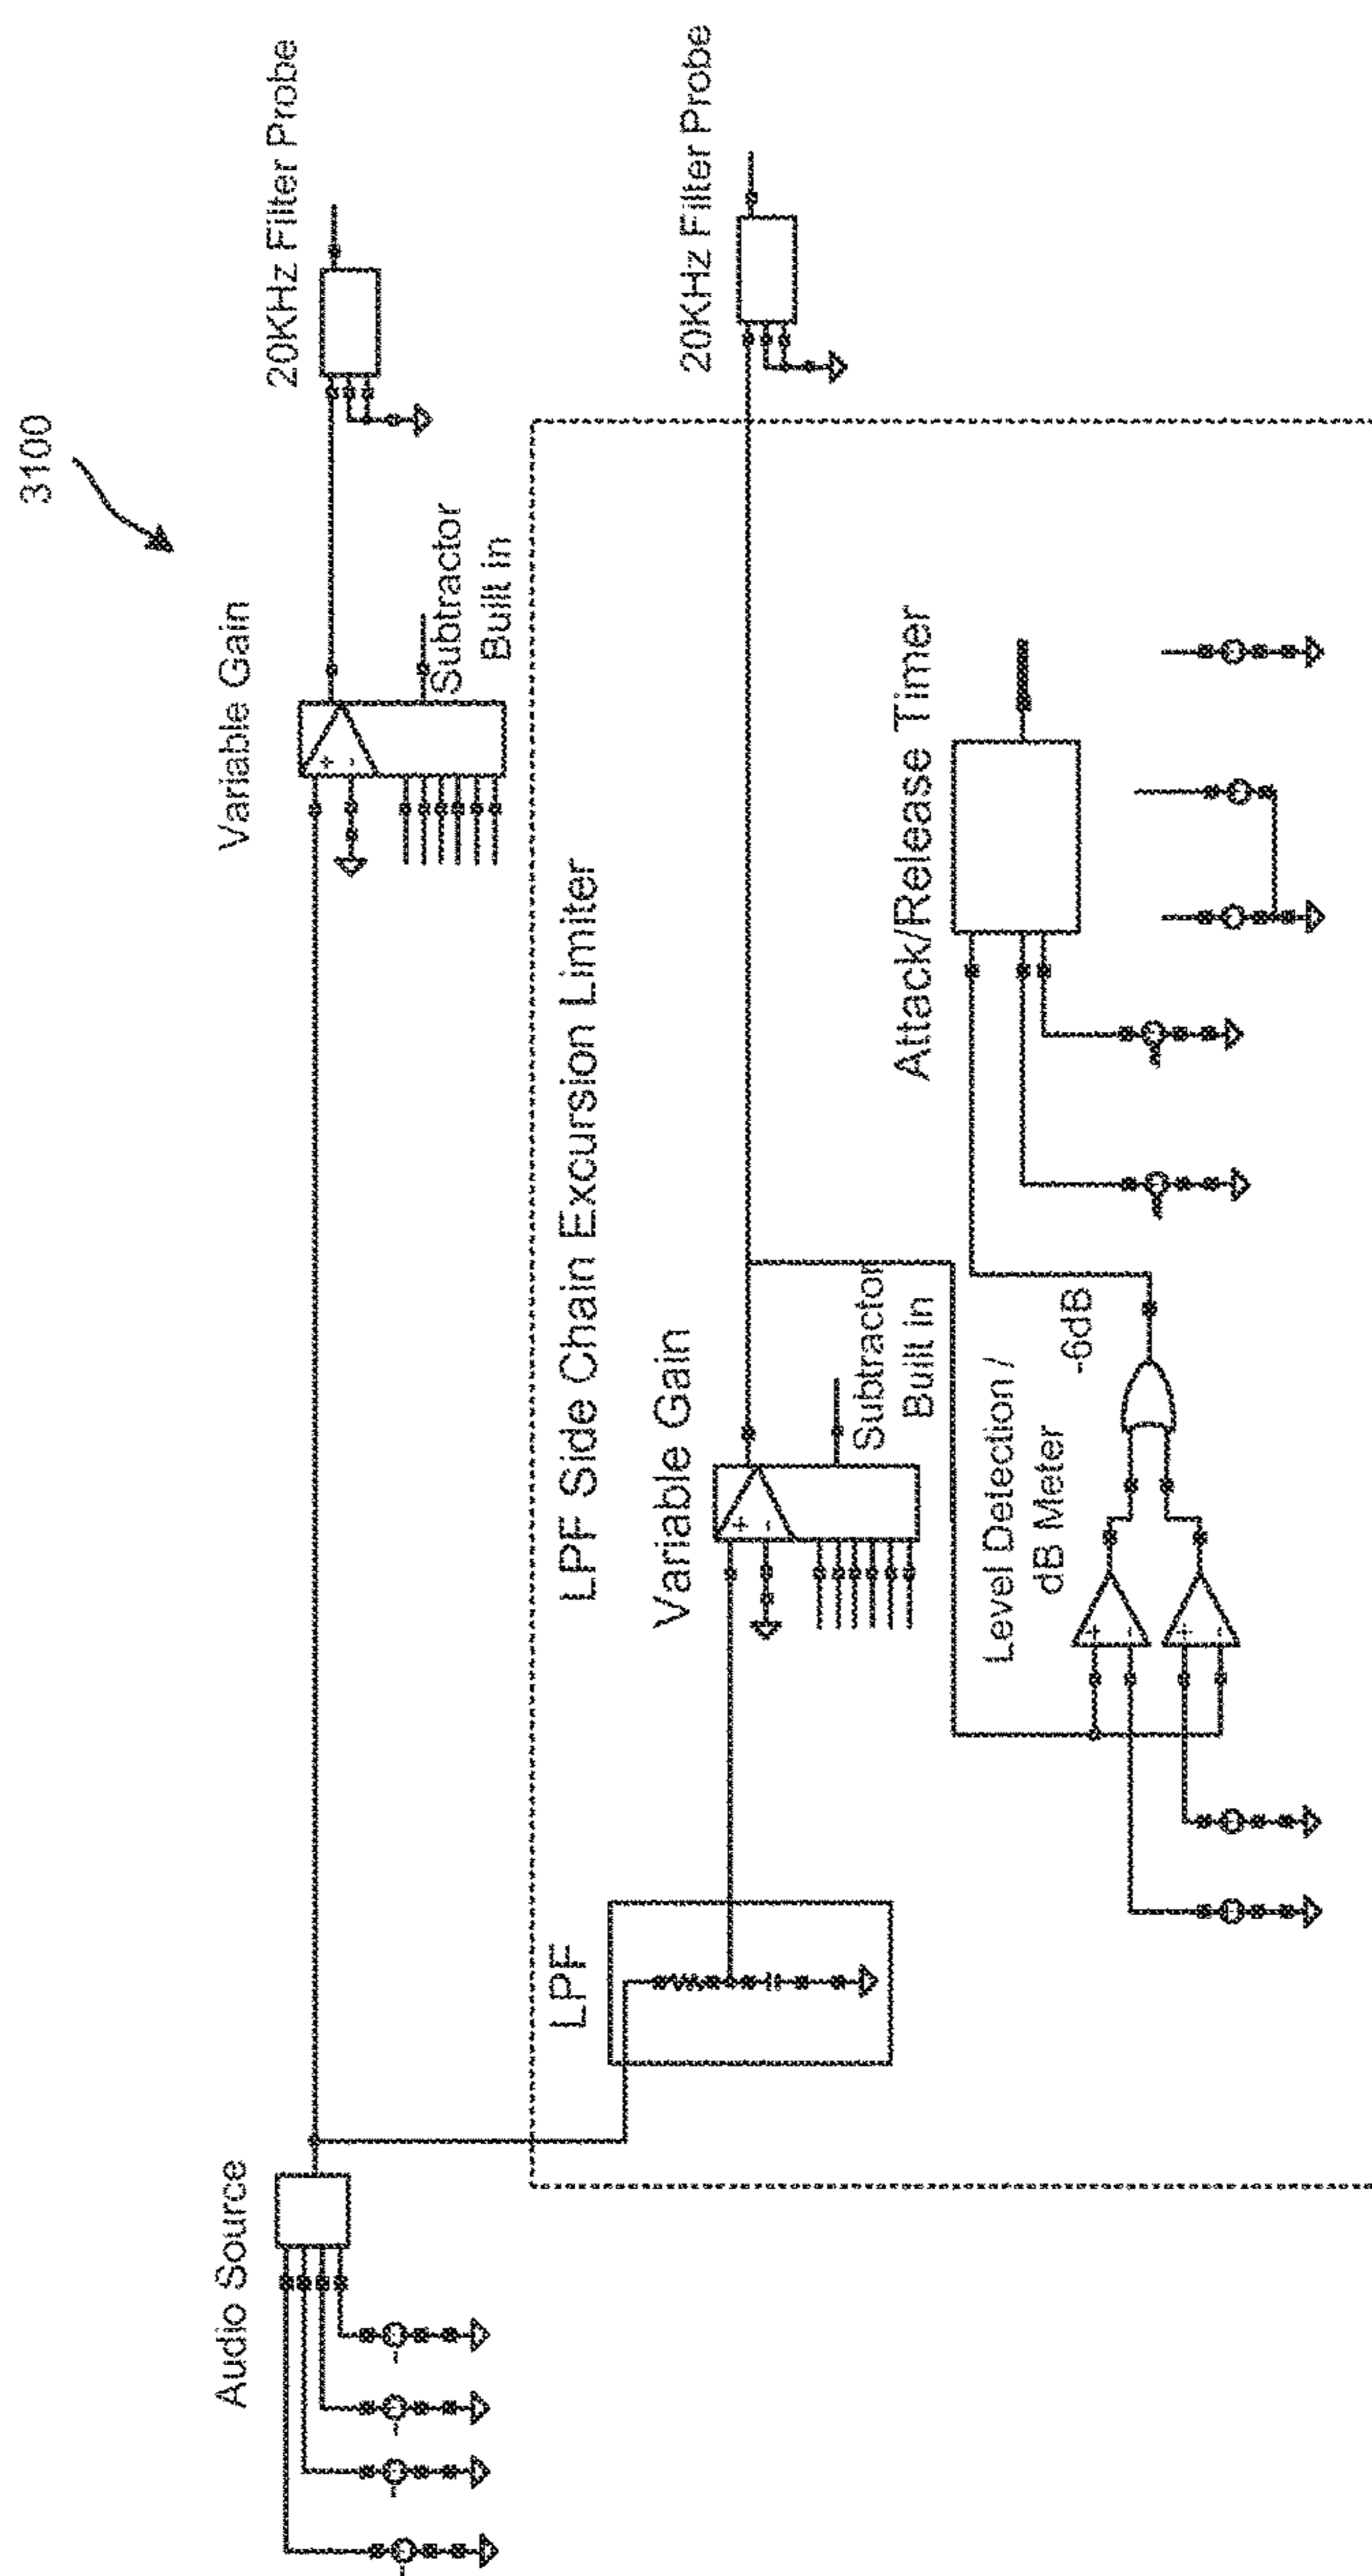 3100
Audio Source
Variable Gain
20KHz Filter Probe
+
-
Subtractor
Built in
LPF Side Chain Excursion Limiter
LPF
Variable Gain
20KHz Filter Probe
+
-
Subtractor
Built in
Attack/Release Timer
Level Detection /
dB Meter
-6dB
+
-
+
-